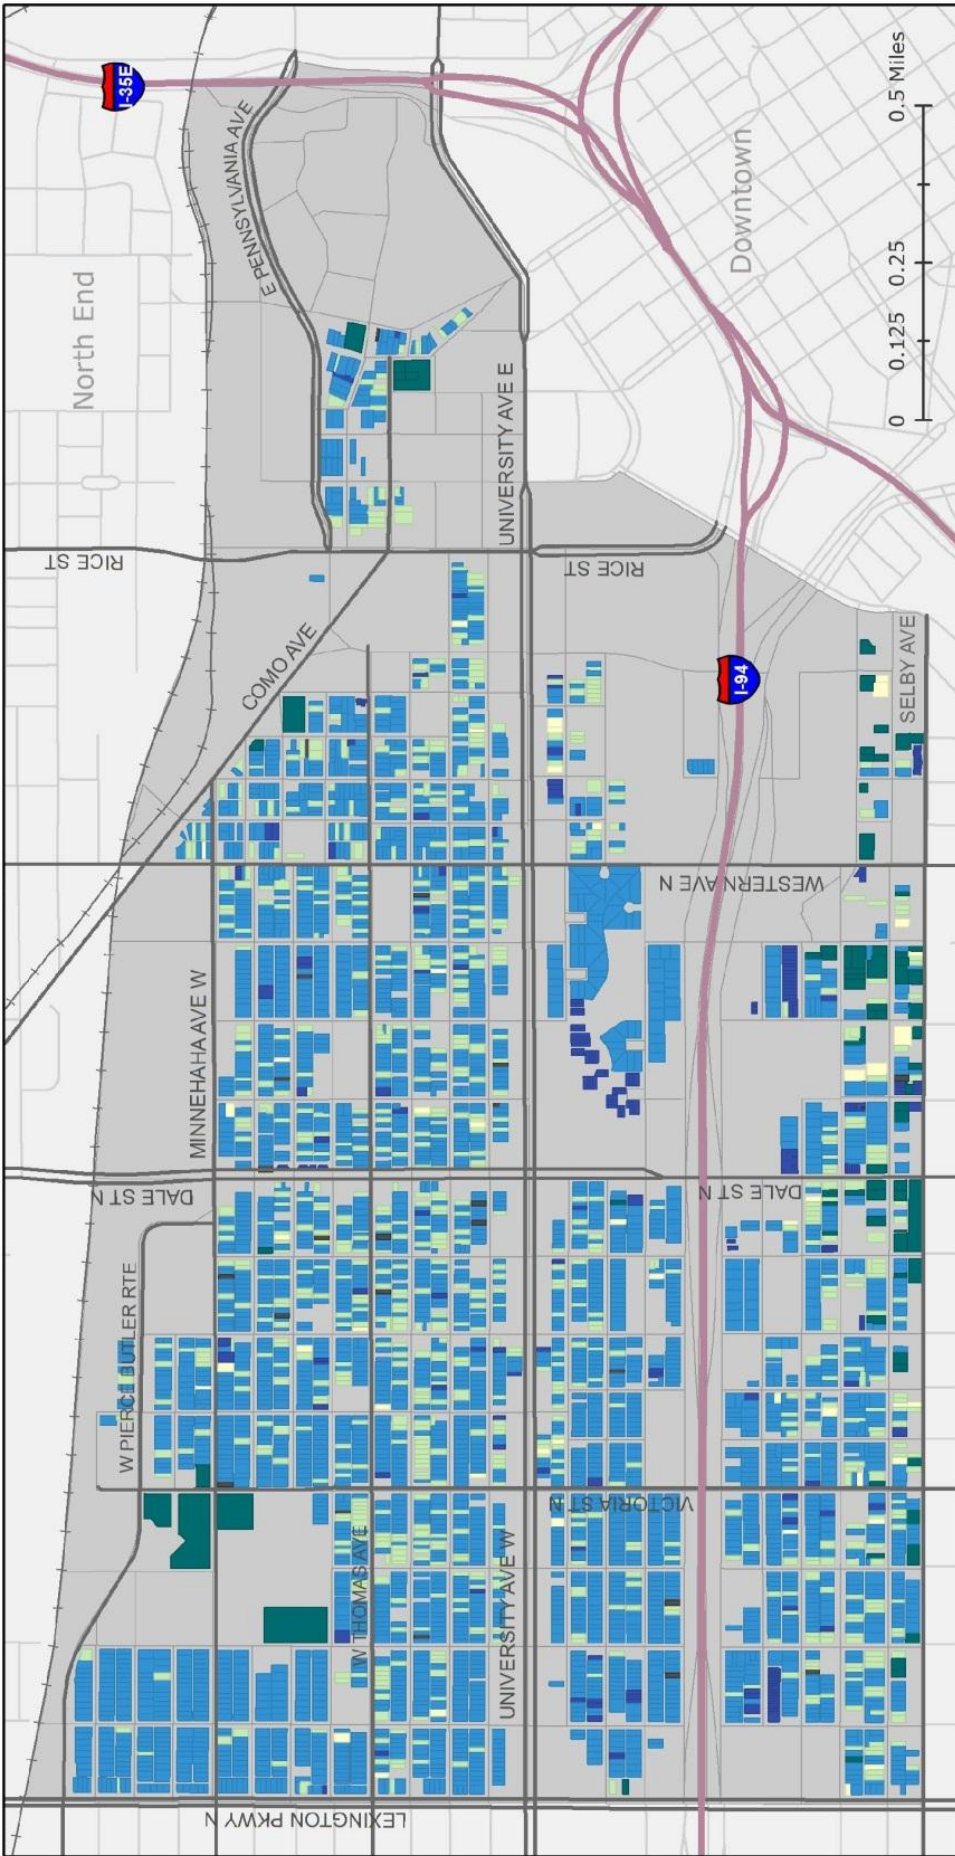 I-35E
E PENNSYLVANIA AVE
North End
Downtown
0.5 Miles
0.25
0.125
0
UNIVERSITY AVE E
RICE ST
RICE ST
COMO AVE
I-94
SELBY AVE
WESTERN AVE N
MINNEHAHA AVE W
DALE ST N
DALE ST N
W PIERCE BUTLER RTE
VICTORIA ST N
W THOMAS AVE
UNIVERSITY AVE W
LEXINGTON PKWY N